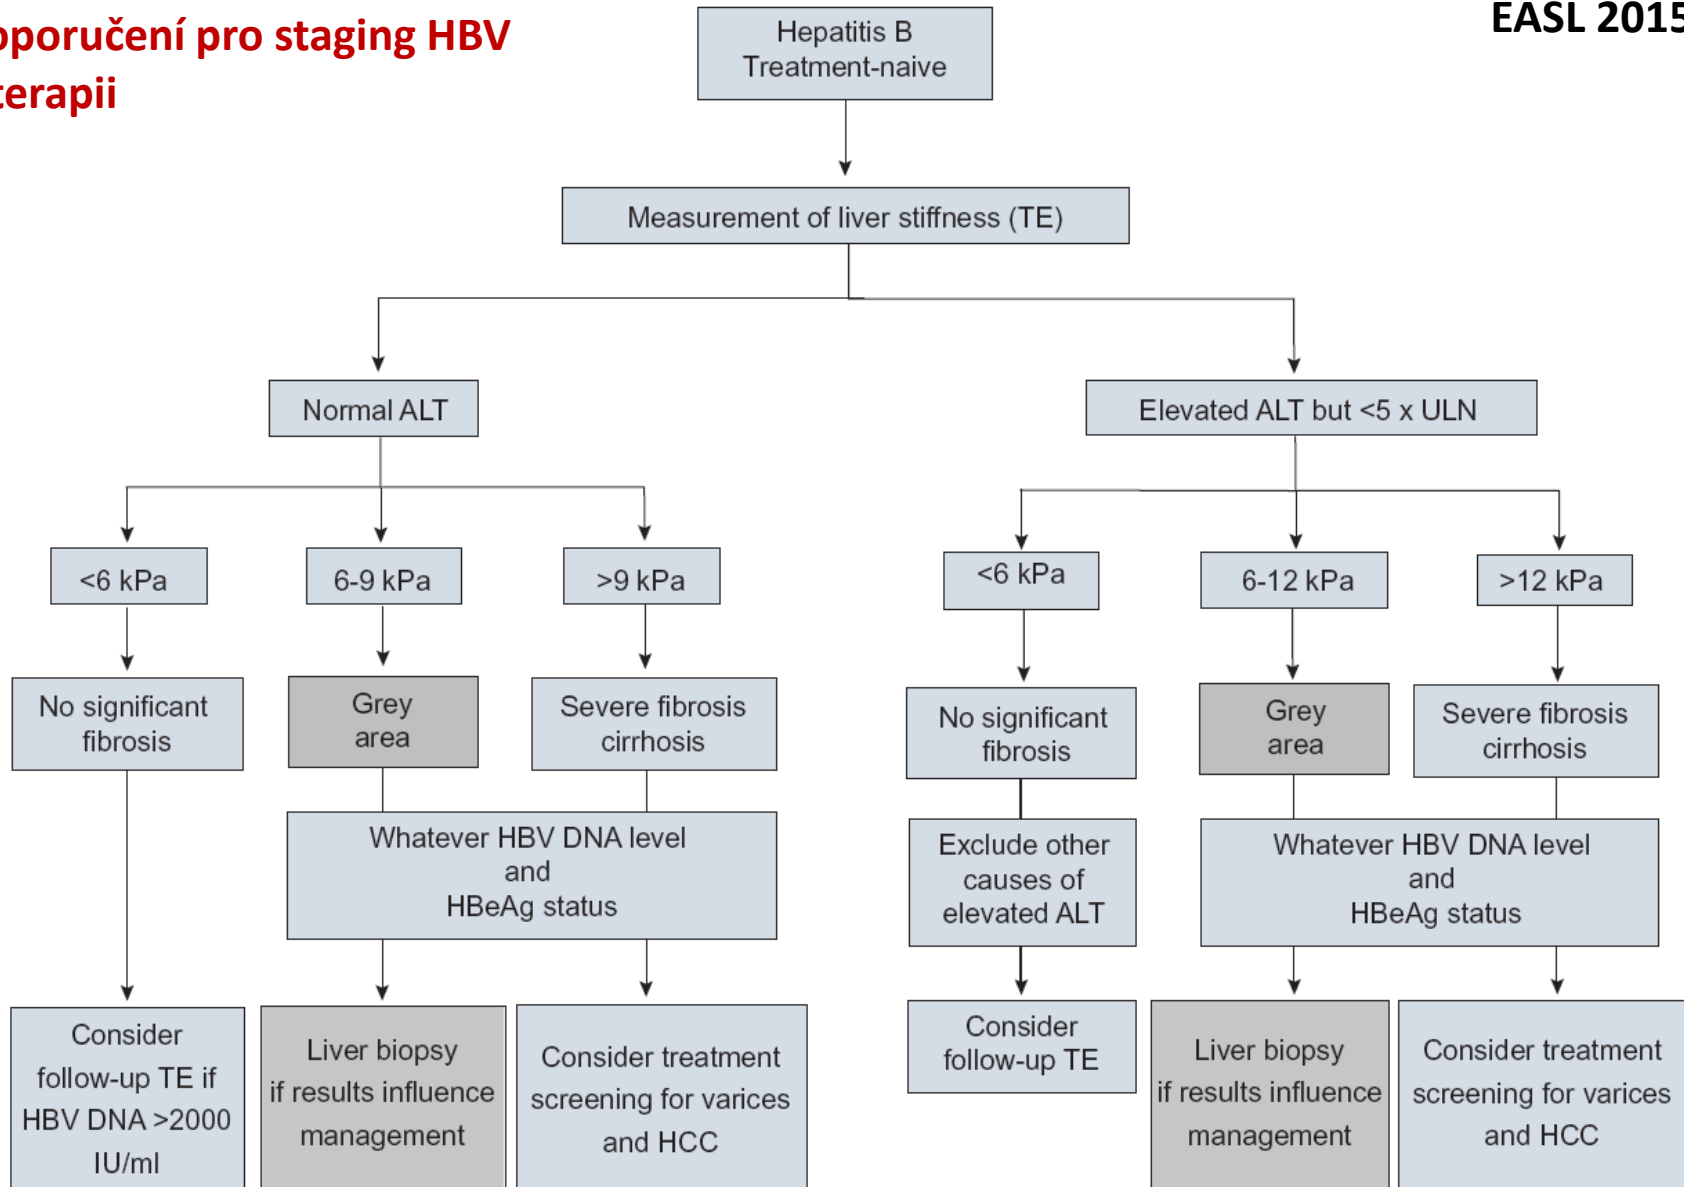 oporučení pro staging HBV
terapii
EASL 2015
Hepatitis B
Treatment-naive
Measurement of liver stiffness (TE)
Normal ALT
Elevated ALT but <5 x ULN
<6 kPa
6-9 kPa
>9 kPa
<6 kPa
6-12 kPa
>12 kPa
No significant
fibrosis
Grey
area
Severe fibrosis
cirrhosis
No significant
fibrosis
Grey
area
Severe fibrosis
cirrhosis
Whatever HBV DNA level
and
HBeAg status
Exclude other
causes of
elevated ALT
Whatever HBV DNA level
and
HBeAg status
Consider
follow-up TE if
HBV DNA >2000
IU/ml
Liver biopsy
if results influence
management
Consider treatment
screening for varices
and HCC
Consider
follow-up TE
Liver biopsy
if results influence
management
Consider treatment
screening for varices
and HCC